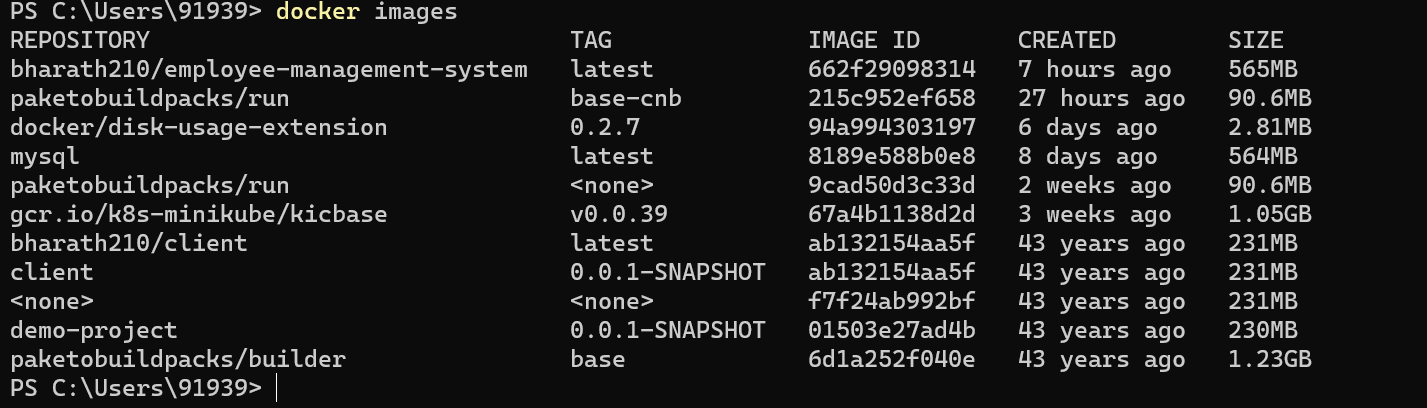 PS C:\Users\91939> docker images
REPOSITORY TAG IMAGE ID CREATED SIZE
bharath210/employee-management-system latest 662f29098314 7 hours ago 565MB
paketobuildpacks/run base-cnb 215c952ef658 27 hours ago 90.6MB
docker/disk-usage-extension 0.2.7 94a994303197 6 days ago 2.81MB
mysql latest 8189e588b0e8 8 days ago 564MB
paketobuildpacks/run <none> 9cad50d3c33d 2 weeks ago 90.6MB
gcr.io/k8s-minikube/kicbase v0.0.39 67a4b1138d2d 3 weeks ago 1.05GB
bharath210/client latest ab132154aa5f 43 years ago 231MB
client 0.0.1-SNAPSHOT ab132154aa5f 43 years ago 231MB
<none> <none> f7f24ab992bf 43 years ago 231MB
demo-project 0.0.1-SNAPSHOT 01503e27ad4b 43 years ago 230MB
paketobuildpacks/builder base 6d1a252f040e 43 years ago 1.23GB
PS C:\Users\91939>